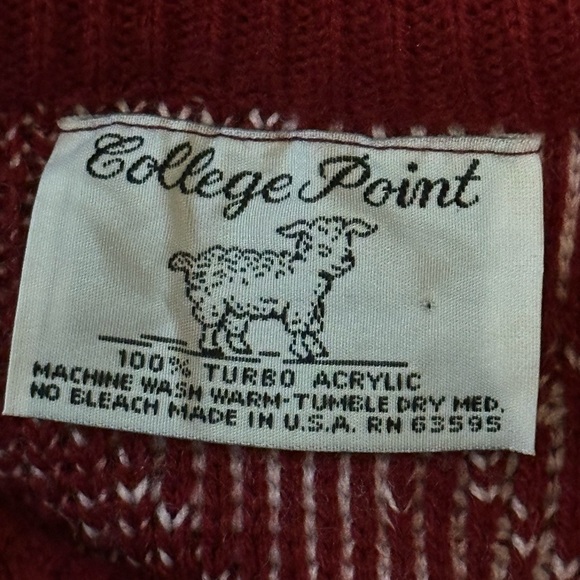 College Point
100% TURBO ACRYLIC
MACHINE WASH WARM-TUMBLE DRY MED.
NO BLEACH MADE IN U.S.A. RN 63595